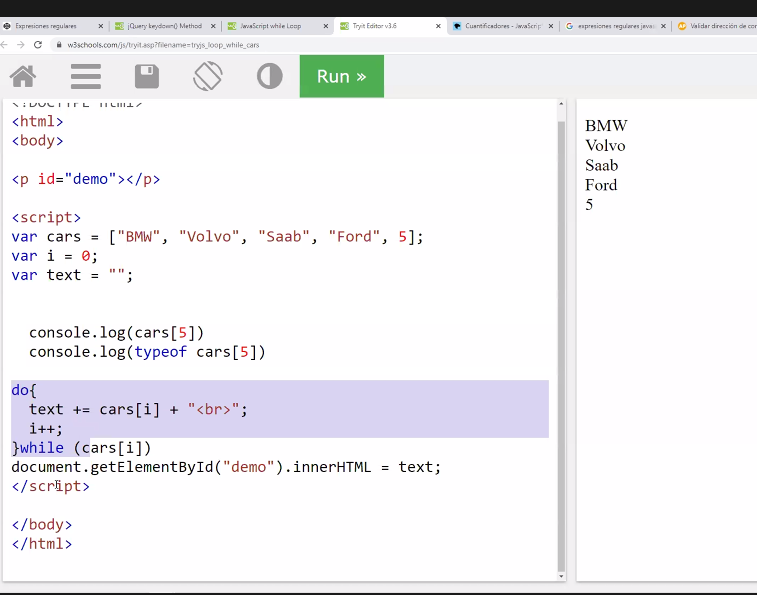 Expresiones regulares
jQuery keydown() Method
JavaScript while Loop
Tryit Editor v3.6
Cuantificadores - JavaScript
expresiones regulares javas
Validar dirección de co
w3schools.com/js/tryit.asp?filename=tryjs_loop_while_cars
Run »
<!DOCTYPE html>
<html>
<body>
<p id="demo"></p>
<script>
var cars = ["BMW", "Volvo", "Saab", "Ford", 5];
var i = 0;
var text = "";
console.log(cars[5])
console.log(typeof cars[5])
do{
text += cars[i] + "<br>";
i++;
}while (cars[i])
document.getElementById("demo").innerHTML = text;
</script>
</body>
</html>
BMW
Volvo
Saab
Ford
5